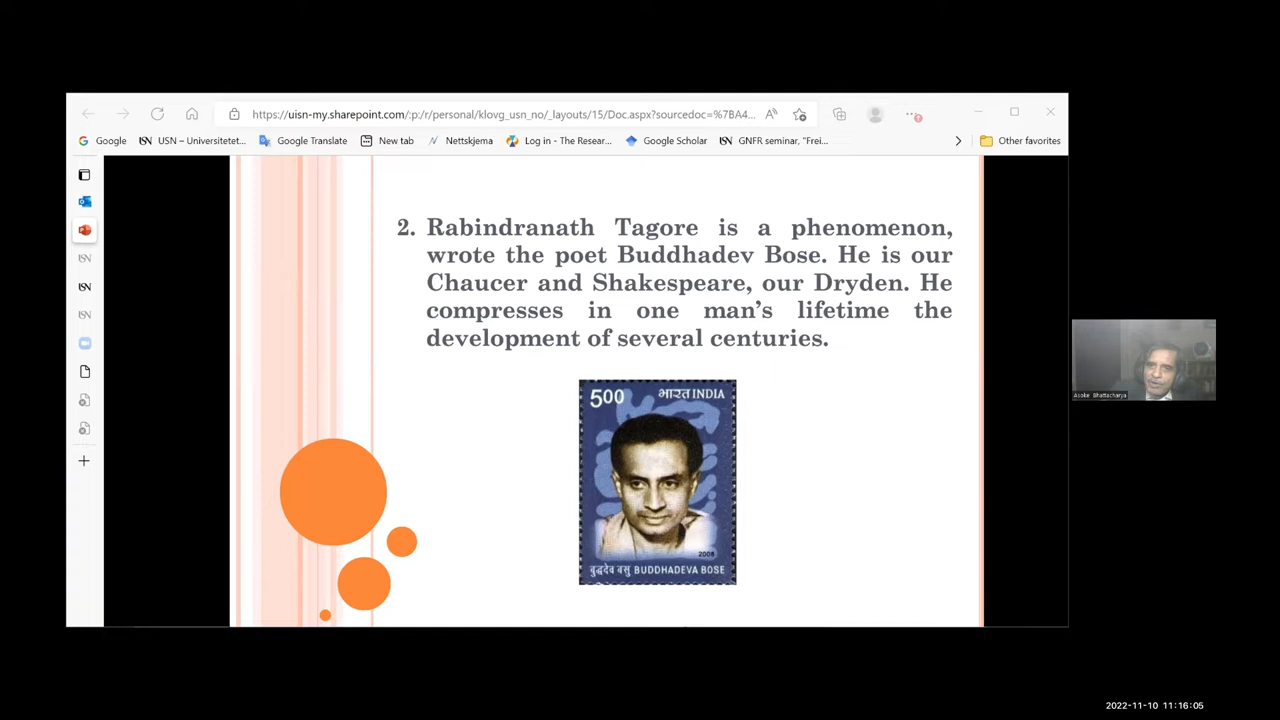 https://uisn-my.sharepoint.com/:p:/r/personal/klovg_usn_no/_layouts/15/Doc.aspx?sourcedoc=%7BA4...
Google
USN – Universitetet...
Google Translate
New tab
Nettskjema
Log in - The Resear...
Google Scholar
GNFR seminar, "Frei...
Other favorites
2. Rabindranath Tagore is a phenomenon,
wrote the poet Buddhadev Bose. He is our
Chaucer and Shakespeare, our Dryden. He
compresses in one man's lifetime the
development of several centuries.
500 भारत INDIA
2008
बुद्धदेव बसु BUDDHADEVA BOSE
Asoke Bhattacharya
2022-11-10 11:16:05